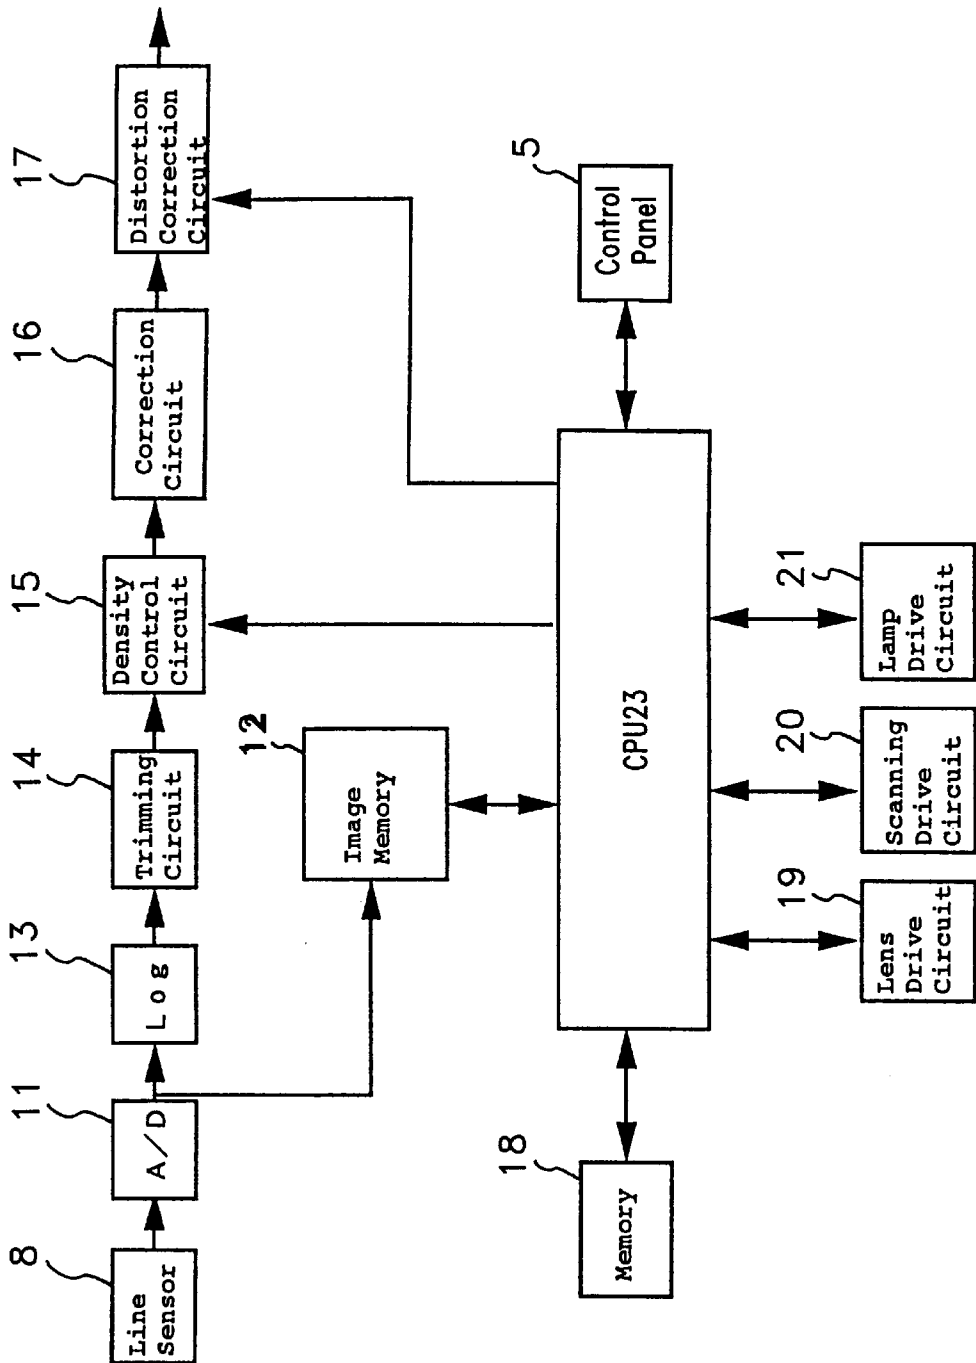 8
Line
Sensor
11
A/D
13
Log
14
Trimming
Circuit
15
Density
Control
Circuit
16
Correction
Circuit
17
Distortion
Correction
Circuit
12
Image
Memory
18
Memory
CPU23
5
Control
Panel
19
Lens
Drive
Circuit
20
Scanning
Drive
Circuit
21
Lamp
Drive
Circuit